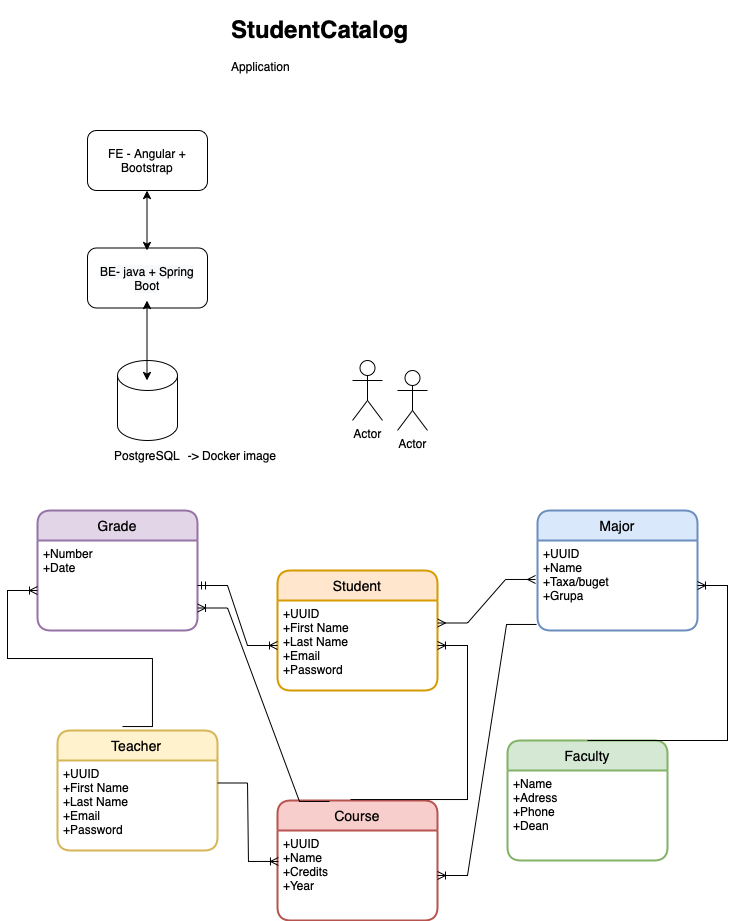 StudentCatalog
Application
FE - Angular +
Bootstrap
BE- java + Spring
Boot
PostgreSQL -> Docker image
Actor
Actor
Grade
+Number
+Date
Student
+UUID
+First Name
+Last Name
+Email
+Password
Major
+UUID
+Name
+Taxa/buget
+Grupa
Teacher
+UUID
+First Name
+Last Name
+Email
+Password
Course
+UUID
+Name
+Credits
+Year
Faculty
+Name
+Adress
+Phone
+Dean